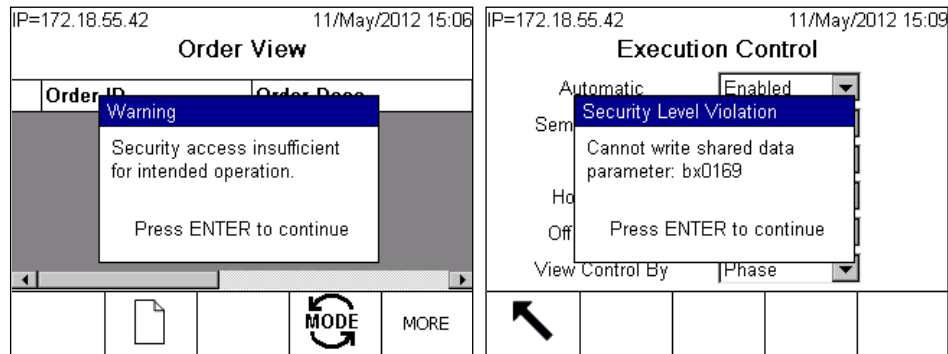 IP=172.18.55.42 11/May/2012 15:06
Order View
Order ID Order Desc
Warning
Security access insufficient
for intended operation.
Press ENTER to continue
MODE
MORE
IP=172.18.55.42 11/May/2012 15:09
Execution Control
Automatic Enabled
Security Level Violation
Sem
Cannot write shared data
parameter: bx0169
Ho
Off
Press ENTER to continue
View Control By Phase